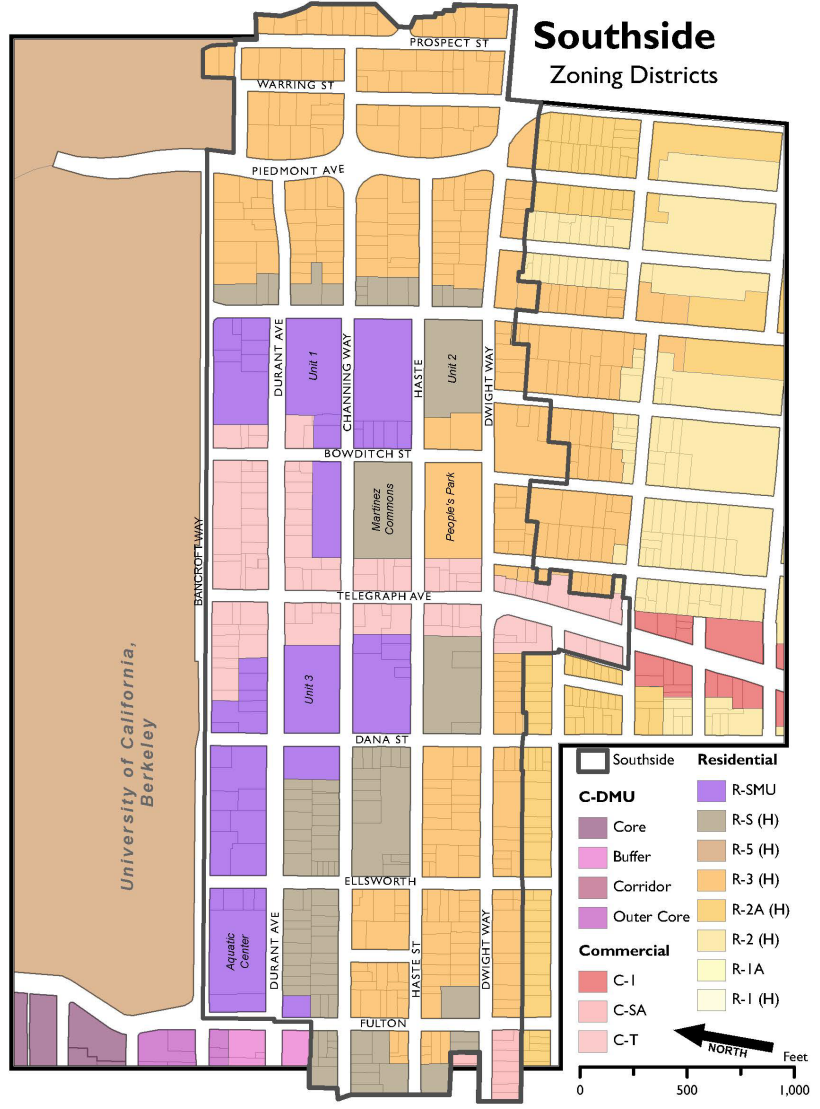 Southside
Zoning Districts
PROSPECT ST
WARRING ST
PIEDMONT AVE
DURANT AVE
Unit 1
CHANNING WAY
HASTE
Unit 2
DWIGHT WAY
BOWDITCH ST
Martinez
Commons
People's Park
BANCROFT WAY
TELEGRAPH AVE
University of California,
Berkeley
Unit 3
DANA ST
ELLSWORTH
Aquatic
Center
DURANT AVE
HASTE ST
DWIGHT WAY
FULTON
Southside
C-DMU
Core
Buffer
Corridor
Outer Core
Commercial
C-1
C-SA
C-T
Residential
R-SMU
R-S (H)
R-5 (H)
R-3 (H)
R-2A (H)
R-2 (H)
R-1A
R-1 (H)
NORTH
Feet
0 500 1,000